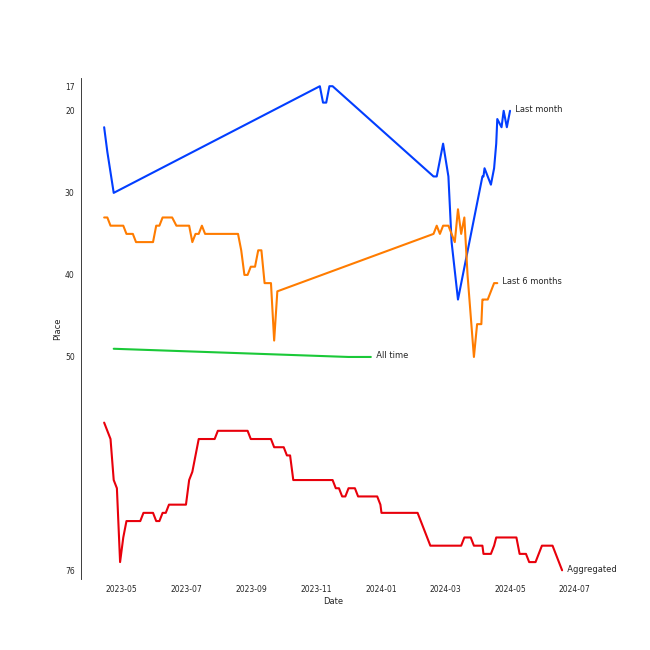 17
20
Last month
30
40
Last 6 months
Place
50
All time
76
Aggregated
2023-05
2023-07
2023-09
2023-11
2024-01
2024-03
2024-05
2024-07
Date